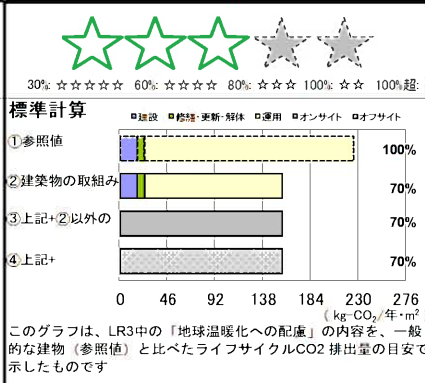 30%: ☆☆☆☆☆ 60%: ☆☆☆☆ 80%: ☆☆☆ 100%: ☆☆ 100%超:
標準計算
■建設 ■修繕・更新・解体 □運用 ■オンサイト ■オフサイト
①参照値 100%
②建築物の取組み 70%
③上記+②以外の 70%
④上記+ 70%
0 46 92 138 184 230 276
( kg-CO₂/年・㎡
このグラフは、LR3中の「地球温暖化への配慮」の内容を、一般
的な建物(参照値)と比べたライフサイクルCO2 排出量の目安で
示したものです